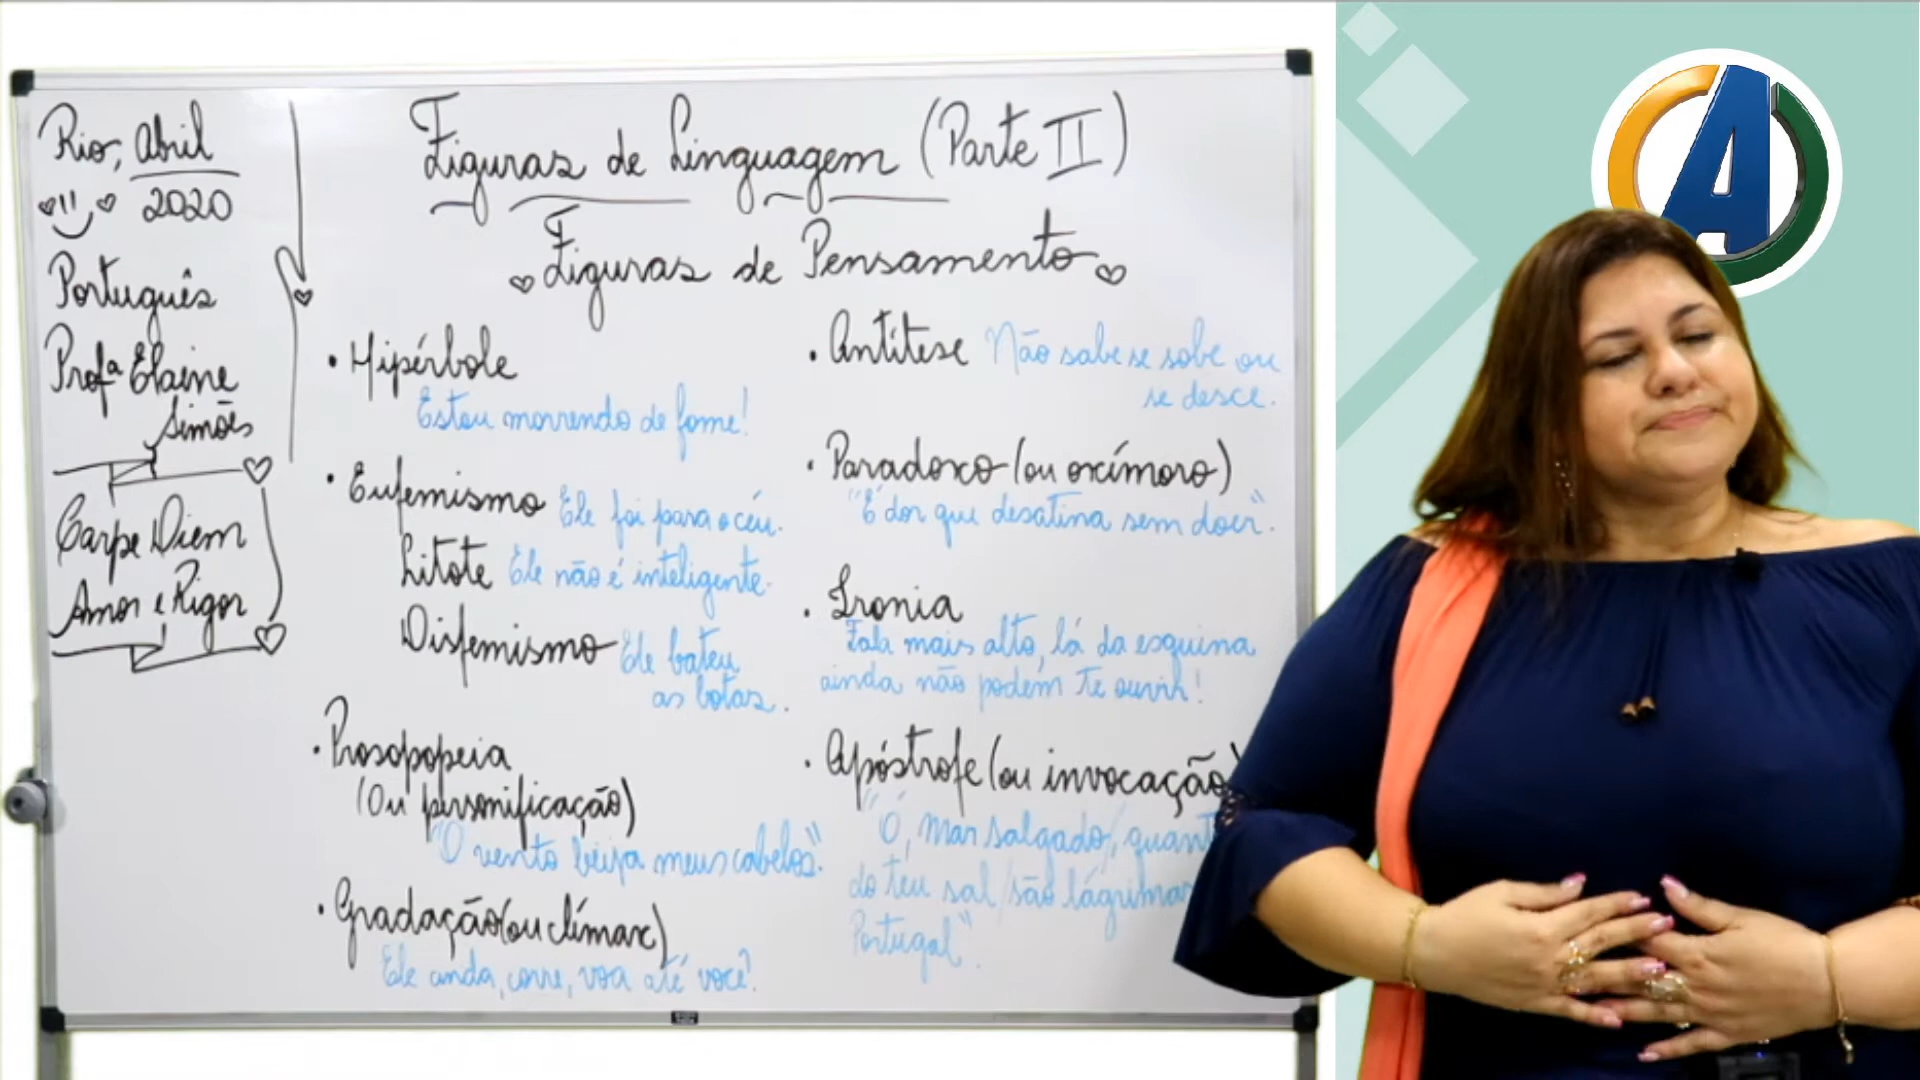 Rio, Abril
2020
Português
Profª Elaine
Simões
Carpe Diem
Amor e Rigor
Figuras de Linguagem (Parte II)
Figuras de Pensamento
• Hipérbole
Estou morrendo de fome!
• Eufemismo Ele foi para o céu.
Litote Ele não é inteligente.
Disfemismo Ele bateu
as botas.
• Prosopopeia
(Ou personificação)
"O vento beija meus cabelos".
• Gradação (ou clímax)
Ele anda, corre, voa até você!
• Antítese Não sabe se sobe ou
se desce.
• Paradoxo (ou oxímoro)
"É dor que desatina sem doer".
• Ironia
Fala mais alto, lá da esquina
ainda não podem te ouvir!
• Apóstrofe (ou invocação)
"Ó, mar salgado, quant
do teu sal/são lágrimas
Portugal".
A